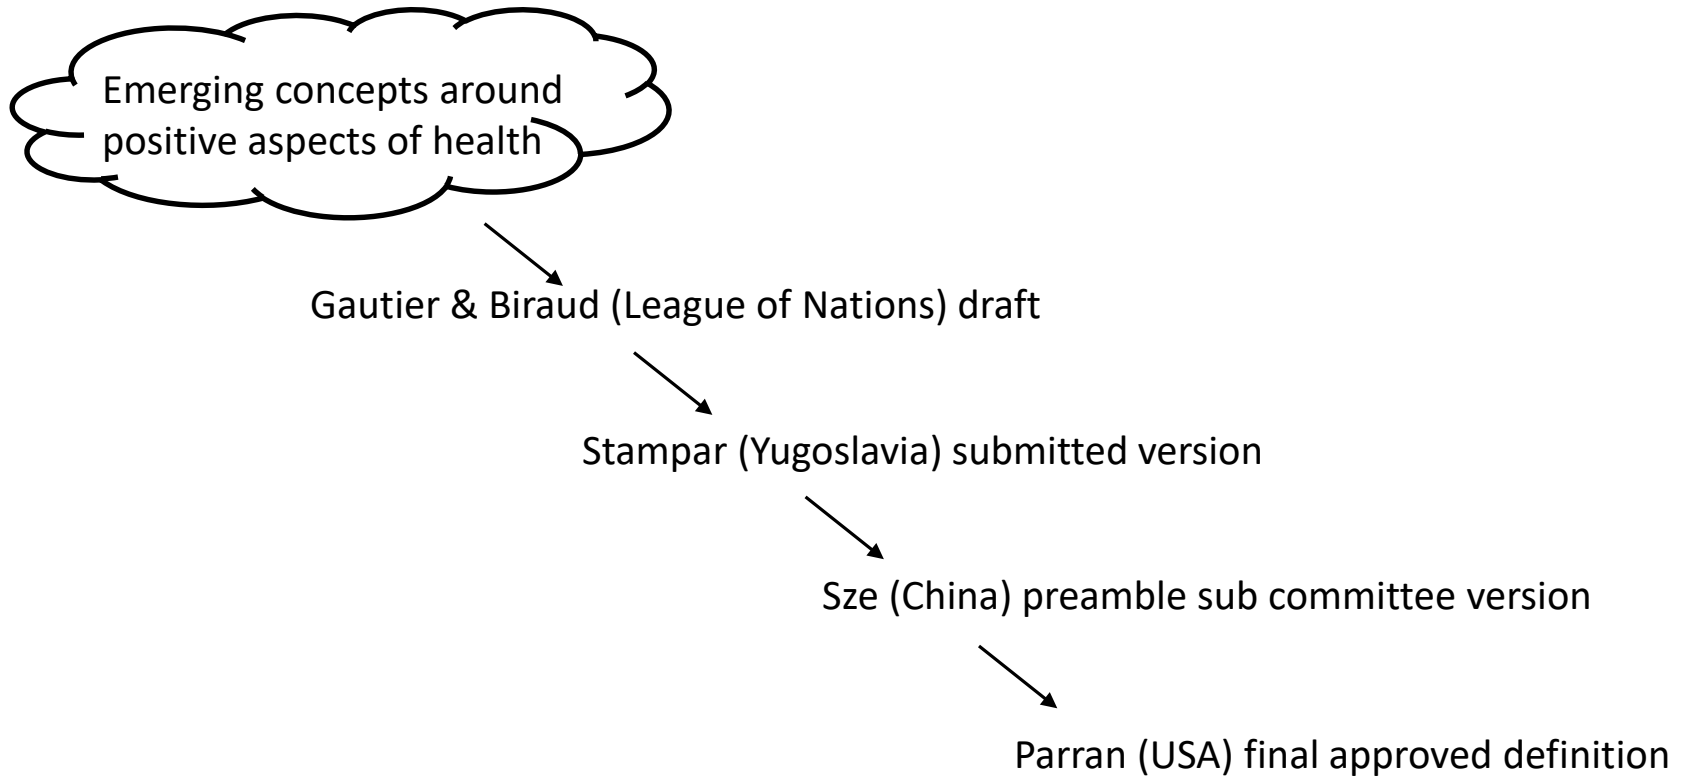 Emerging concepts around
positive aspects of health
Gautier & Biraud (League of Nations) draft
Stampar (Yugoslavia) submitted version
Sze (China) preamble sub committee version
Parran (USA) final approved definition